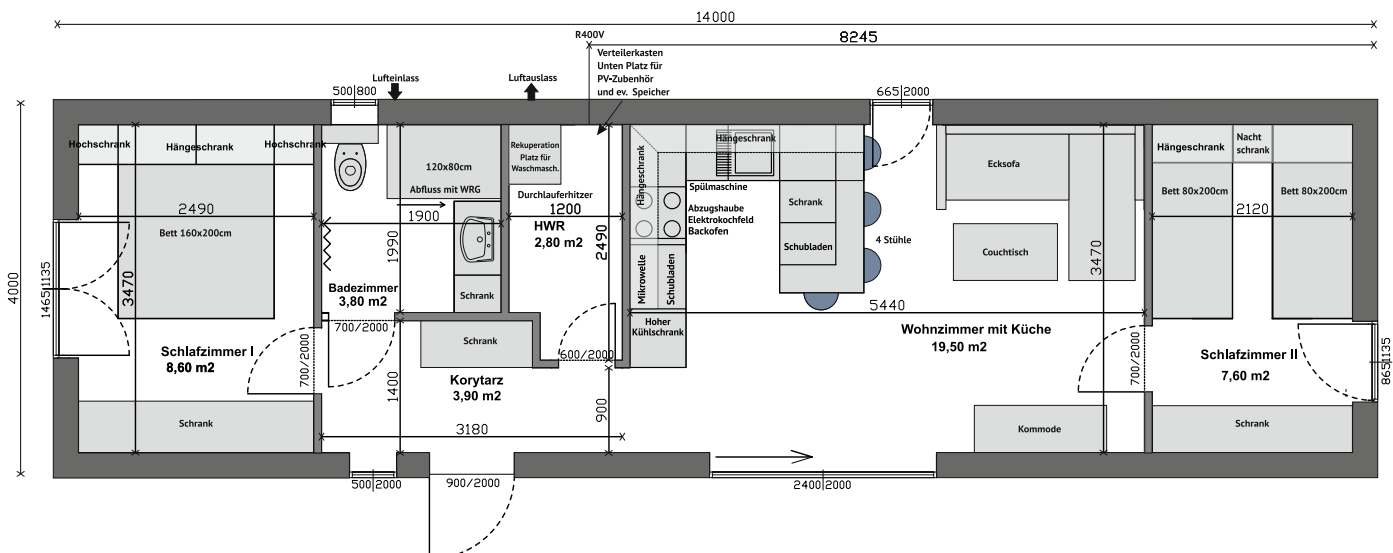 14000
8245
R400V
Verteilerkasten
Unten Platz für
PV-Zubenhör
und ev. Speicher
Lufteinlass
Luftauslass
500|800
665|2000
Hochschrank
Hängeschrank
Hochschrank
120x80cm
Abfluss mit WRG
Rekuperation
Platz für
Waschmasch.
Durchlauferhitzer
1200
HWR
2,80 m2
2490
Hängeschrank
Hängeschrank
Spülmaschine
Abzugshaube
Elektrokochfeld
Backofen
Schrank
Schubladen
4 Stühle
Ecksofa
Couchtisch
3470
Hängeschrank
Nacht
schrank
Bett 80x200cm
Bett 80x200cm
2120
2490
Bett 160x200cm
3470
1900
1990
Schrank
Badezimmer
3,80 m2
700/2000
Mikrowelle
Schubladen
Hoher
Kühlschrank
5440
Wohnzimmer mit Küche
19,50 m2
4000
1465|1135
Schlafzimmer I
8,60 m2
700/2000
Schrank
600/2000
Korytarz
3,90 m2
1400
900
3180
Schrank
700/2000
Schlafzimmer II
7,60 m2
865|1135
Kommode
Schrank
500|2000
900/2000
2400|2000